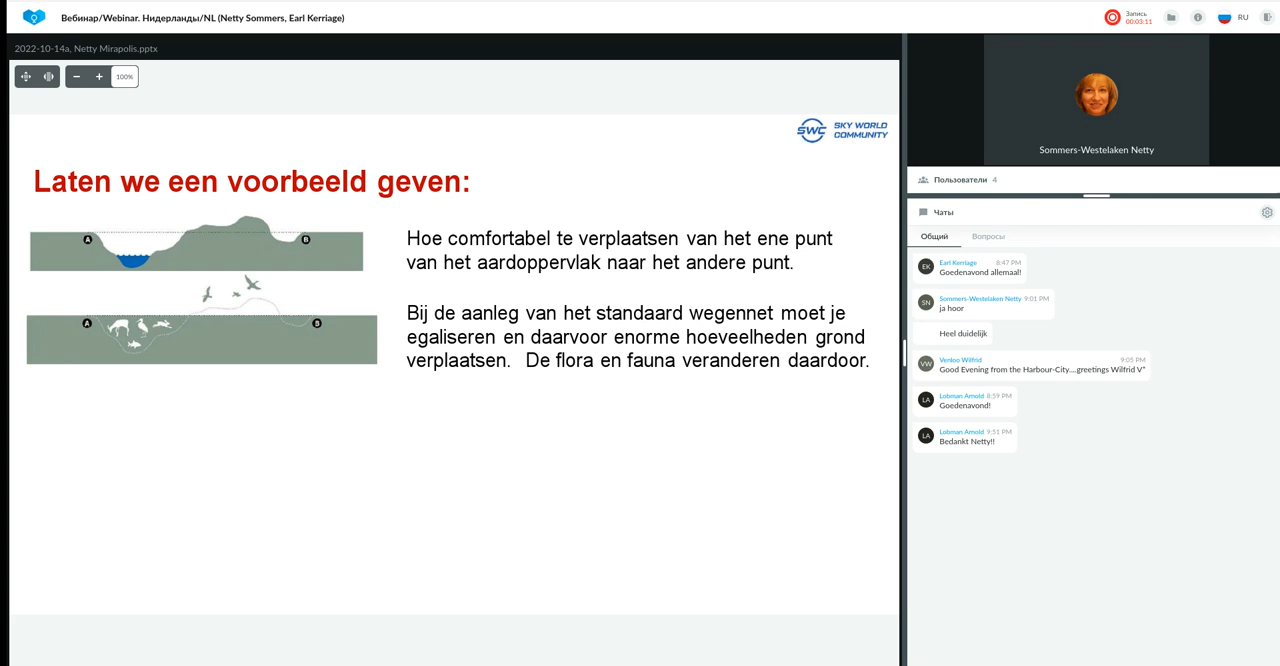 Вебинар/Webinar. Нидерланды/NL (Netty Sommers, Earl Kerriage)
Запись
00:03:11
RU
2022-10-14a, Netty Mirapolis.pptx
100%
SWC SKY WORLD
COMMUNITY
Laten we een voorbeeld geven:
A
B
A
B
Hoe comfortabel te verplaatsen van het ene punt
van het aardoppervlak naar het andere punt.
Bij de aanleg van het standaard wegennet moet je
egaliseren en daarvoor enorme hoeveelheden grond
verplaatsen. De flora en fauna veranderen daardoor.
Sommers-Westelaken Netty
Пользователи 4
Чаты
Общий Вопросы
EK
Earl Kerriage 8:47 PM
Goedenavond allemaal!
SN
Sommers-Westelaken Netty 9:01 PM
ja hoor
Heel duidelijk
VW
Venloo Wilfrid 9:05 PM
Good Evening from the Harbour-City....greetings Wilfrid V"
LA
Lobman Arnold 8:59 PM
Goedenavond!
LA
Lobman Arnold 9:51 PM
Bedankt Netty!!